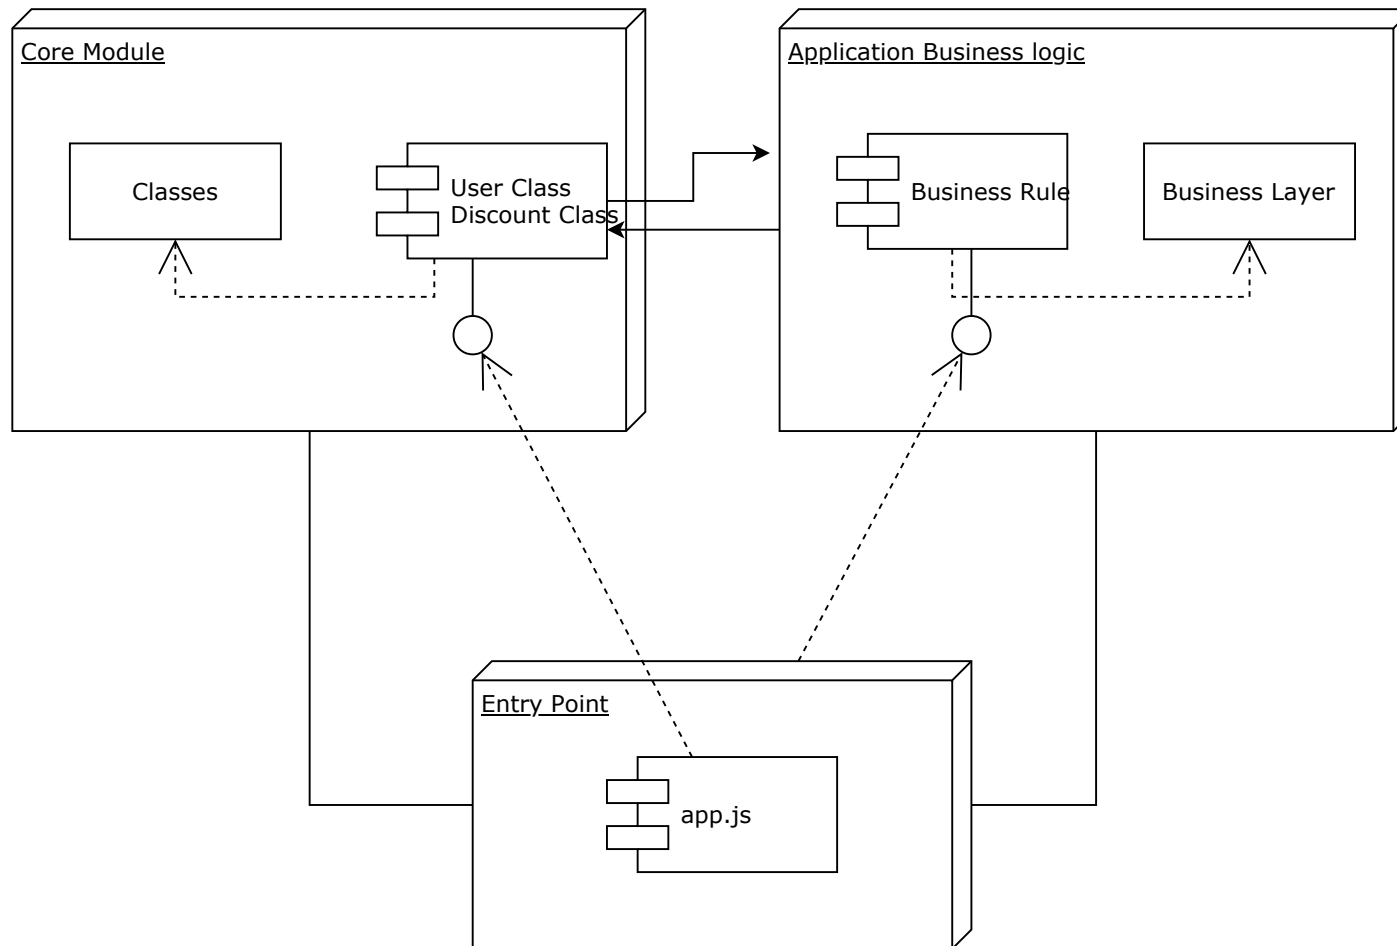 Core Module
Application Business logic
Classes
User Class
Discount Class
Business Rule
Business Layer
Entry Point
app.js